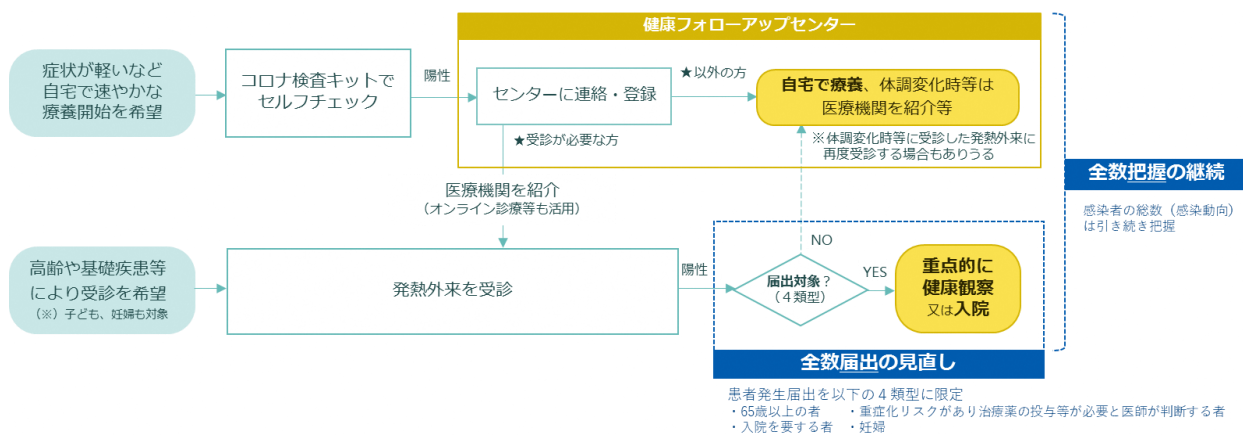 健康フォローアップセンター
症状が軽いなど
自宅で速やかな
療養開始を希望
コロナ検査キットで
セルフチェック
陽性
センターに連絡・登録
★以外の方
自宅で療養、体調変化時等は
医療機関を紹介等
★受診が必要な方
※体調変化時等に受診した発熱外来に
再度受診する場合もありうる
医療機関を紹介
（オンライン診療等も活用）
全数把握の継続
感染者の総数（感染動向）
は引き続き把握
高齢や基礎疾患等
により受診を希望
（※）子ども、妊婦も対象
発熱外来を受診
陽性
届出対象？
（４類型）
NO
YES
重点的に
健康観察
又は入院
全数届出の見直し
患者発生届出を以下の４類型に限定
・65歳以上の者　・重症化リスクがあり治療薬の投与等が必要と医師が判断する者
・入院を要する者　・妊婦